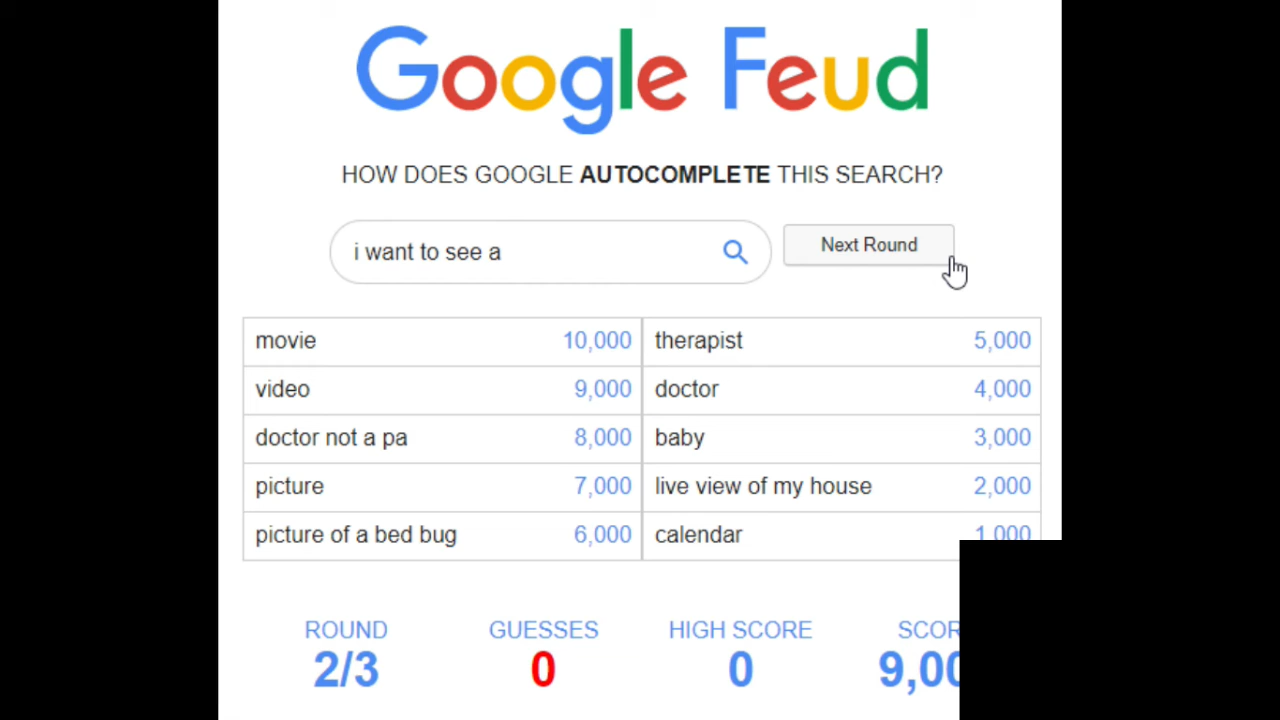 Google Feud
HOW DOES GOOGLE AUTOCOMPLETE THIS SEARCH?
i want to see a
Next Round
movie 10,000 therapist 5,000
video 9,000 doctor 4,000
doctor not a pa 8,000 baby 3,000
picture 7,000 live view of my house 2,000
picture of a bed bug 6,000 calendar 1,000
ROUND GUESSES HIGH SCORE
2/3 0 0